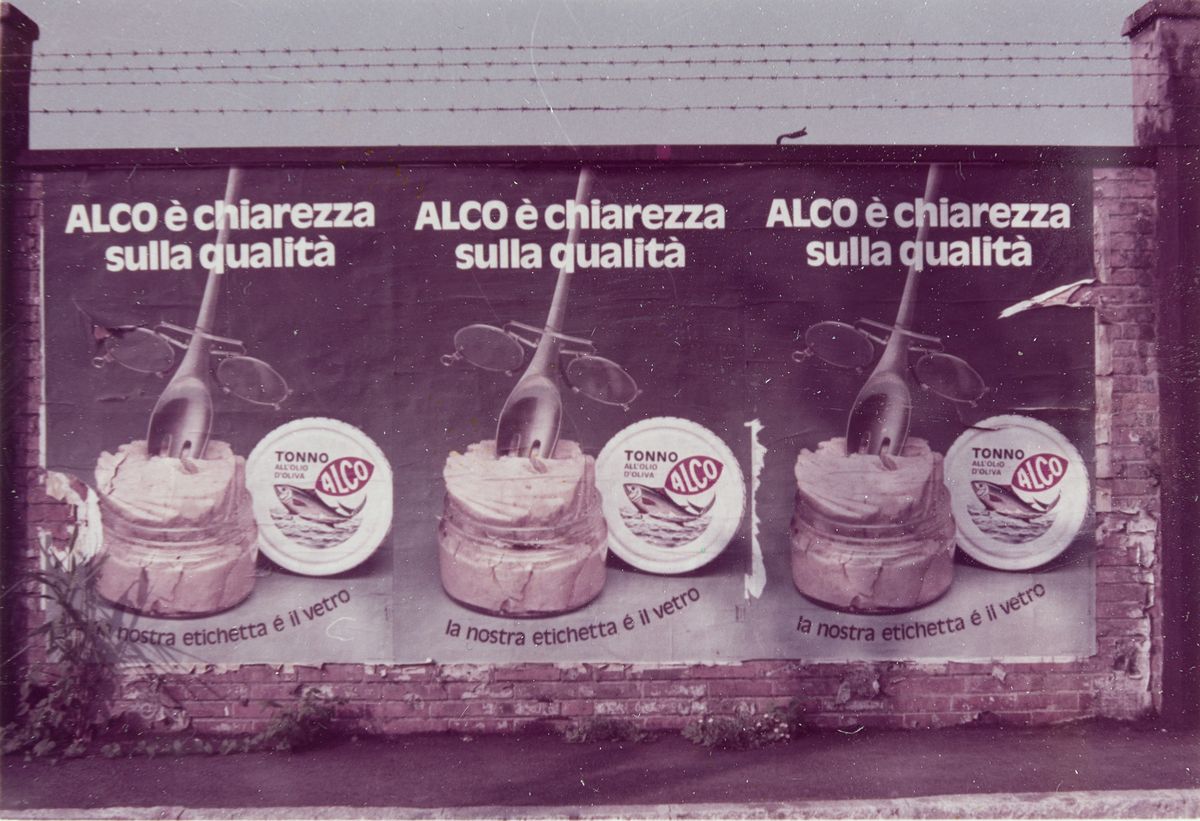 ALCO è chiarezza
sulla qualità
TONNO
ALL'OLIO
D'OLIVA
ALCO
la nostra etichetta é il vetro
ALCO è chiarezza
sulla qualità
TONNO
ALL'OLIO
D'OLIVA
ALCO
la nostra etichetta é il vetro
ALCO è chiarezza
sulla qualità
TONNO
ALL'OLIO
D'OLIVA
ALCO
la nostra etichetta é il vetro